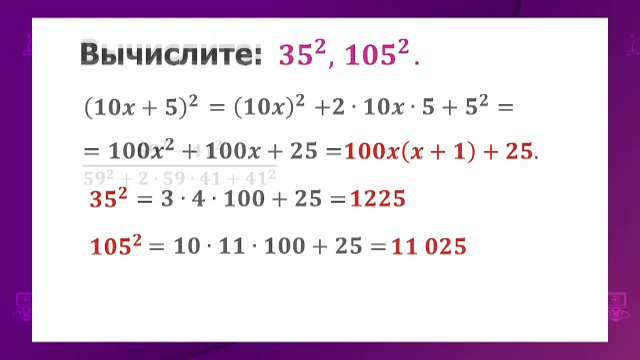 Вычислите: 35², 105².
(10x + 5)² = (10x)² +2 · 10x · 5 + 5² =
= 100x² + 100x + 25 =100x(x + 1) + 25.
59² + 2 · 59 · 41 + 41²
35² = 3 · 4 · 100 + 25 =1225
105² = 10 · 11 · 100 + 25 =11 025